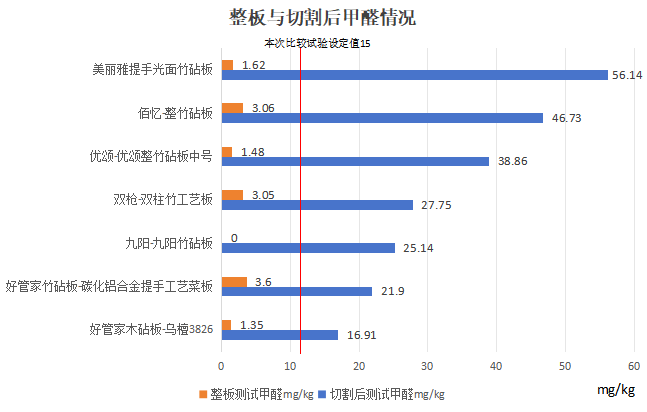 整板与切割后甲醛情况
本次比较试验设定值15
美丽雅提手光面竹砧板
1.62
56.14
佰忆-整竹砧板
3.06
46.73
优颂-优颂整竹砧板中号
1.48
38.86
双枪-双柱竹工艺板
3.05
27.75
九阳-九阳竹砧板
0
25.14
好管家竹砧板-碳化铝合金提手工艺菜板
3.6
21.9
好管家木砧板-乌檀3826
1.35
16.91
0 10 20 30 40 50 60
整板测试甲醛mg/kg 切割后测试甲醛mg/kg
mg/kg